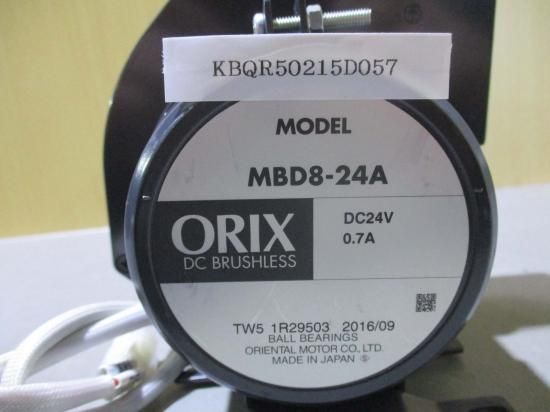 KBQR50215D057
MODEL
MBD8-24A
ORIX
DC BRUSHLESS
DC24V
0.7A
TW5 1R29503 2016/09
BALL BEARINGS
ORIENTAL MOTOR CO., LTD.
MADE IN JAPAN Ⓢ